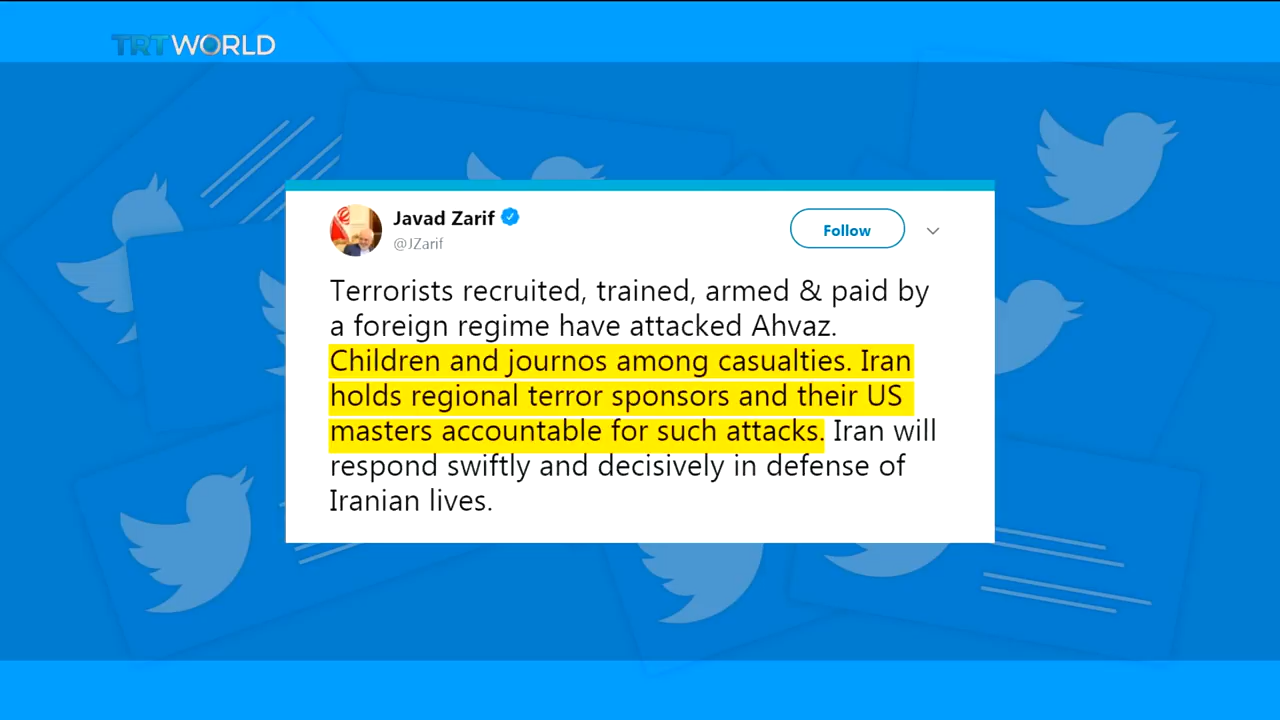 TRT WORLD
Javad Zarif
@JZarif
Follow
Terrorists recruited, trained, armed & paid by
a foreign regime have attacked Ahvaz.
Children and journos among casualties. Iran
holds regional terror sponsors and their US
masters accountable for such attacks. Iran will
respond swiftly and decisively in defense of
Iranian lives.